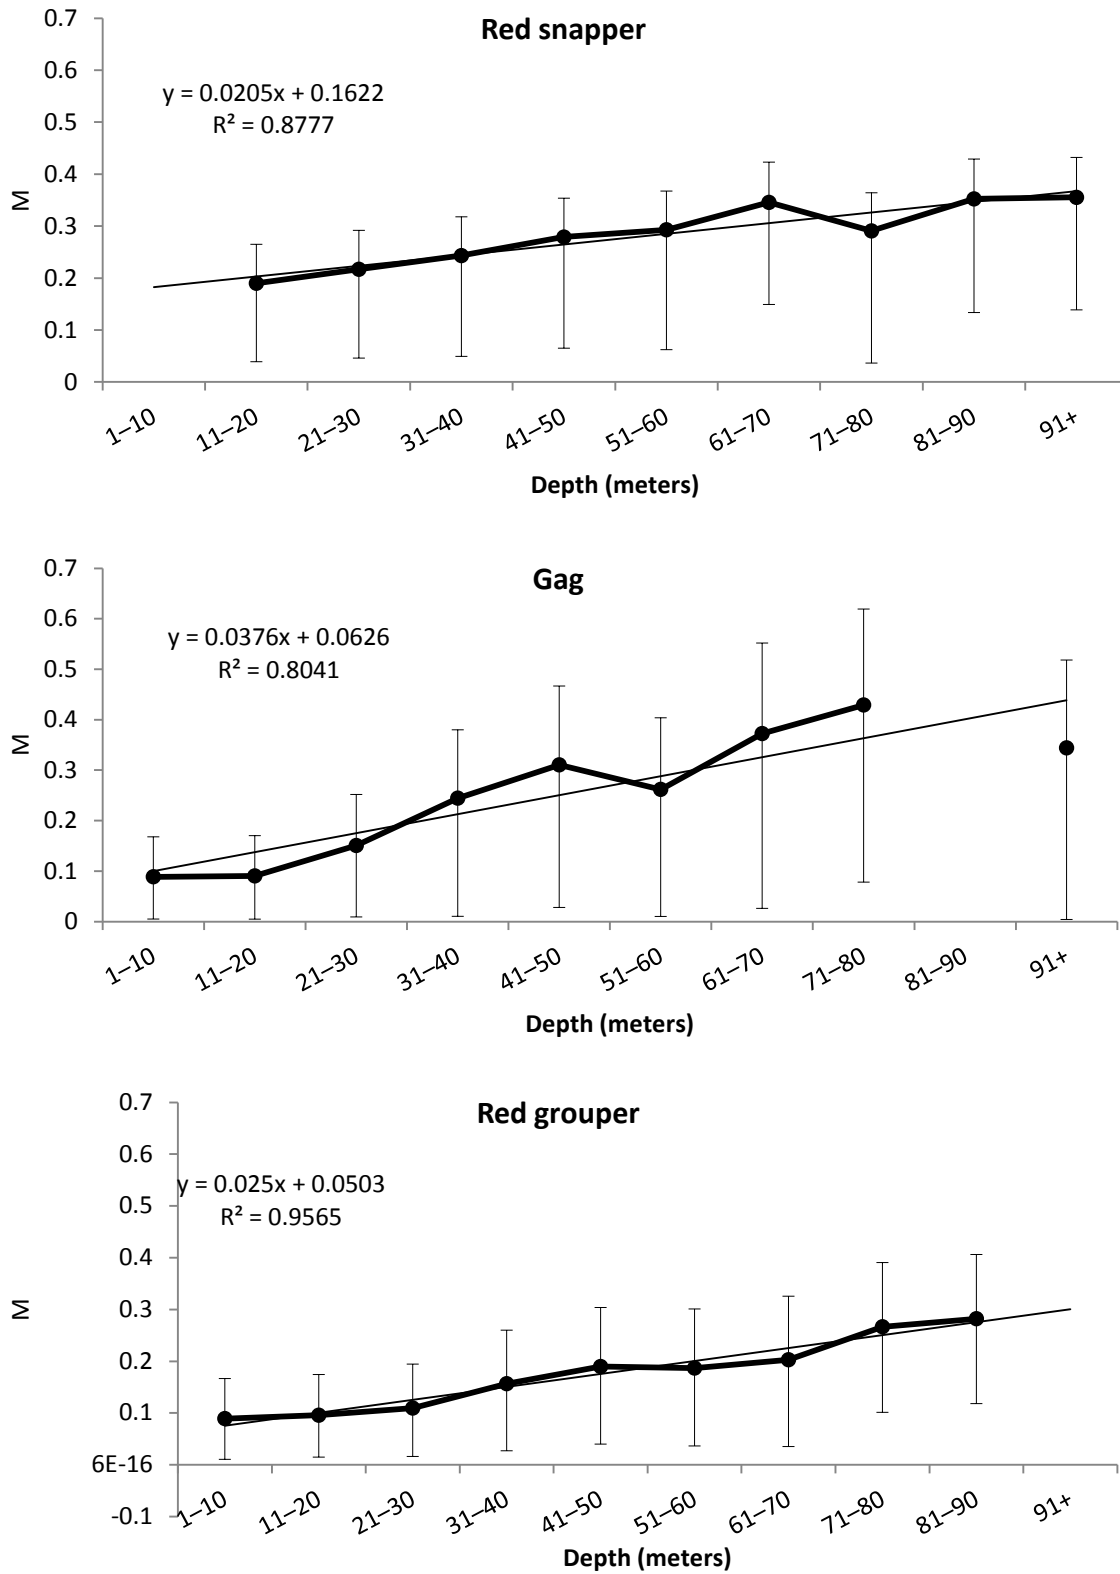 Red snapper
0.7
0.6
0.5
0.4
0.3
0.2
0.1
0
M
y = 0.0205x + 0.1622
R² = 0.8777
1–10 11–20 21–30 31–40 41–50 51–60 61–70 71–80 81–90 91+
Depth (meters)
Gag
0.7
0.6
0.5
0.4
0.3
0.2
0.1
0
M
y = 0.0376x + 0.0626
R² = 0.8041
1–10 11–20 21–30 31–40 41–50 51–60 61–70 71–80 81–90 91+
Depth (meters)
Red grouper
0.7
0.6
0.5
0.4
0.3
0.2
0.1
6E-16
-0.1
M
y = 0.025x + 0.0503
R² = 0.9565
1–10 11–20 21–30 31–40 41–50 51–60 61–70 71–80 81–90 91+
Depth (meters)